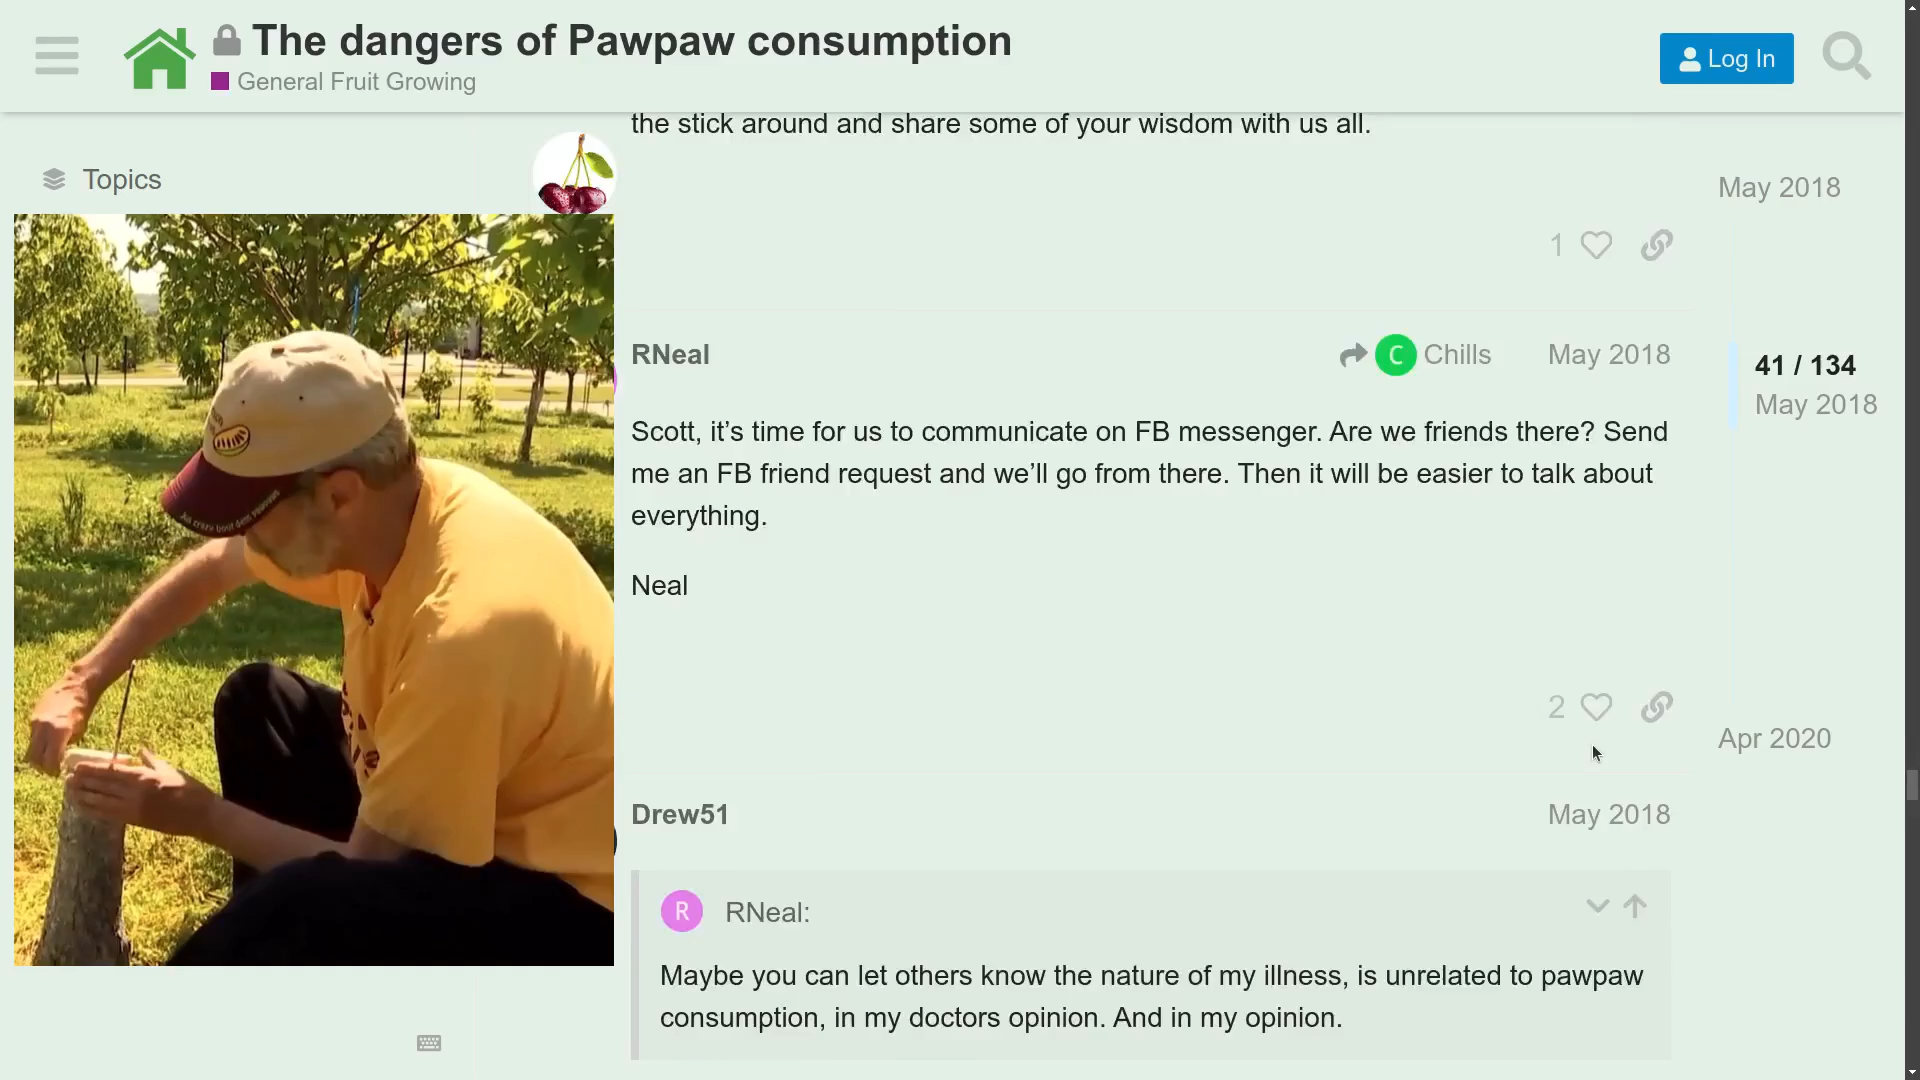 The dangers of Pawpaw consumption
General Fruit Growing
Log In
Topics
the stick around and share some of your wisdom with us all.
May 2018
1
RNeal
C Chills
May 2018
41 / 134
May 2018
Scott, it’s time for us to communicate on FB messenger. Are we friends there? Send
me an FB friend request and we’ll go from there. Then it will be easier to talk about
everything.
Neal
2
Apr 2020
Drew51
May 2018
R RNeal:
Maybe you can let others know the nature of my illness, is unrelated to pawpaw
consumption, in my doctors opinion. And in my opinion.